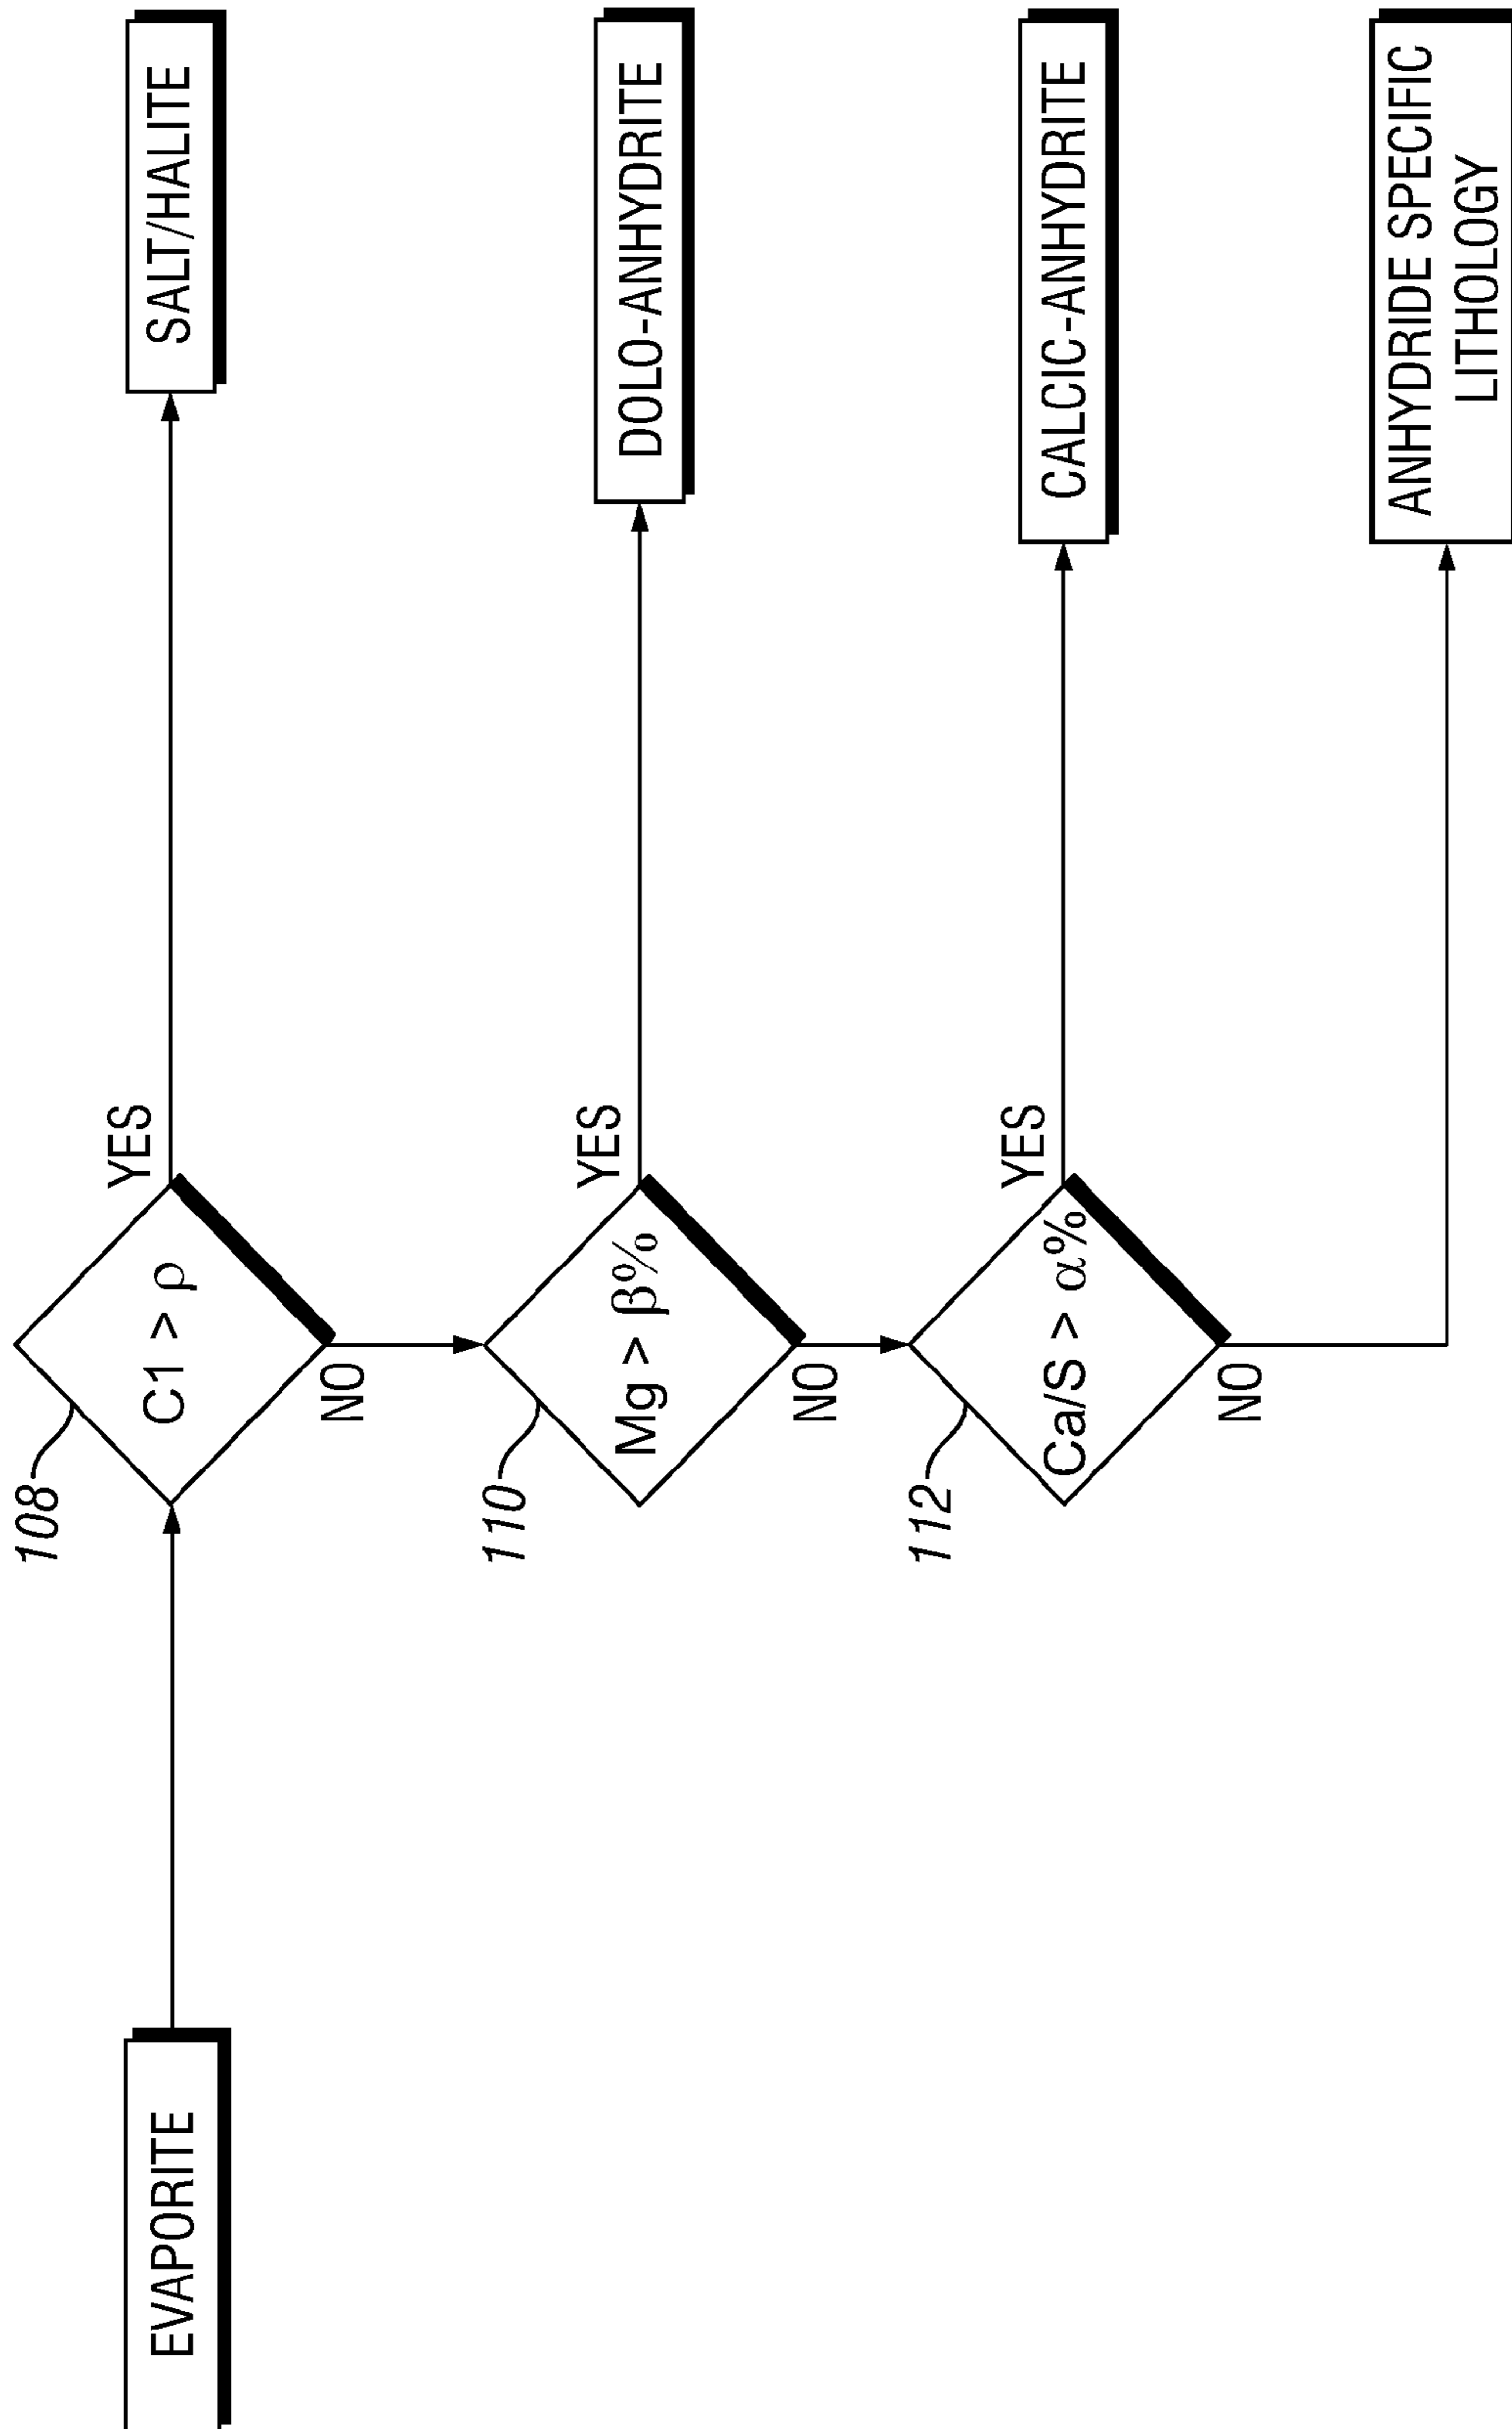 EVAPORITE
108
C1 > ρ
YES
SALT/HALITE
NO
110
Mg > β%
YES
DOLO-ANHYDRITE
NO
112
Ca/S > α%
YES
CALCIC-ANHYDRITE
NO
ANHYDRIDE SPECIFIC
LITHOLOGY